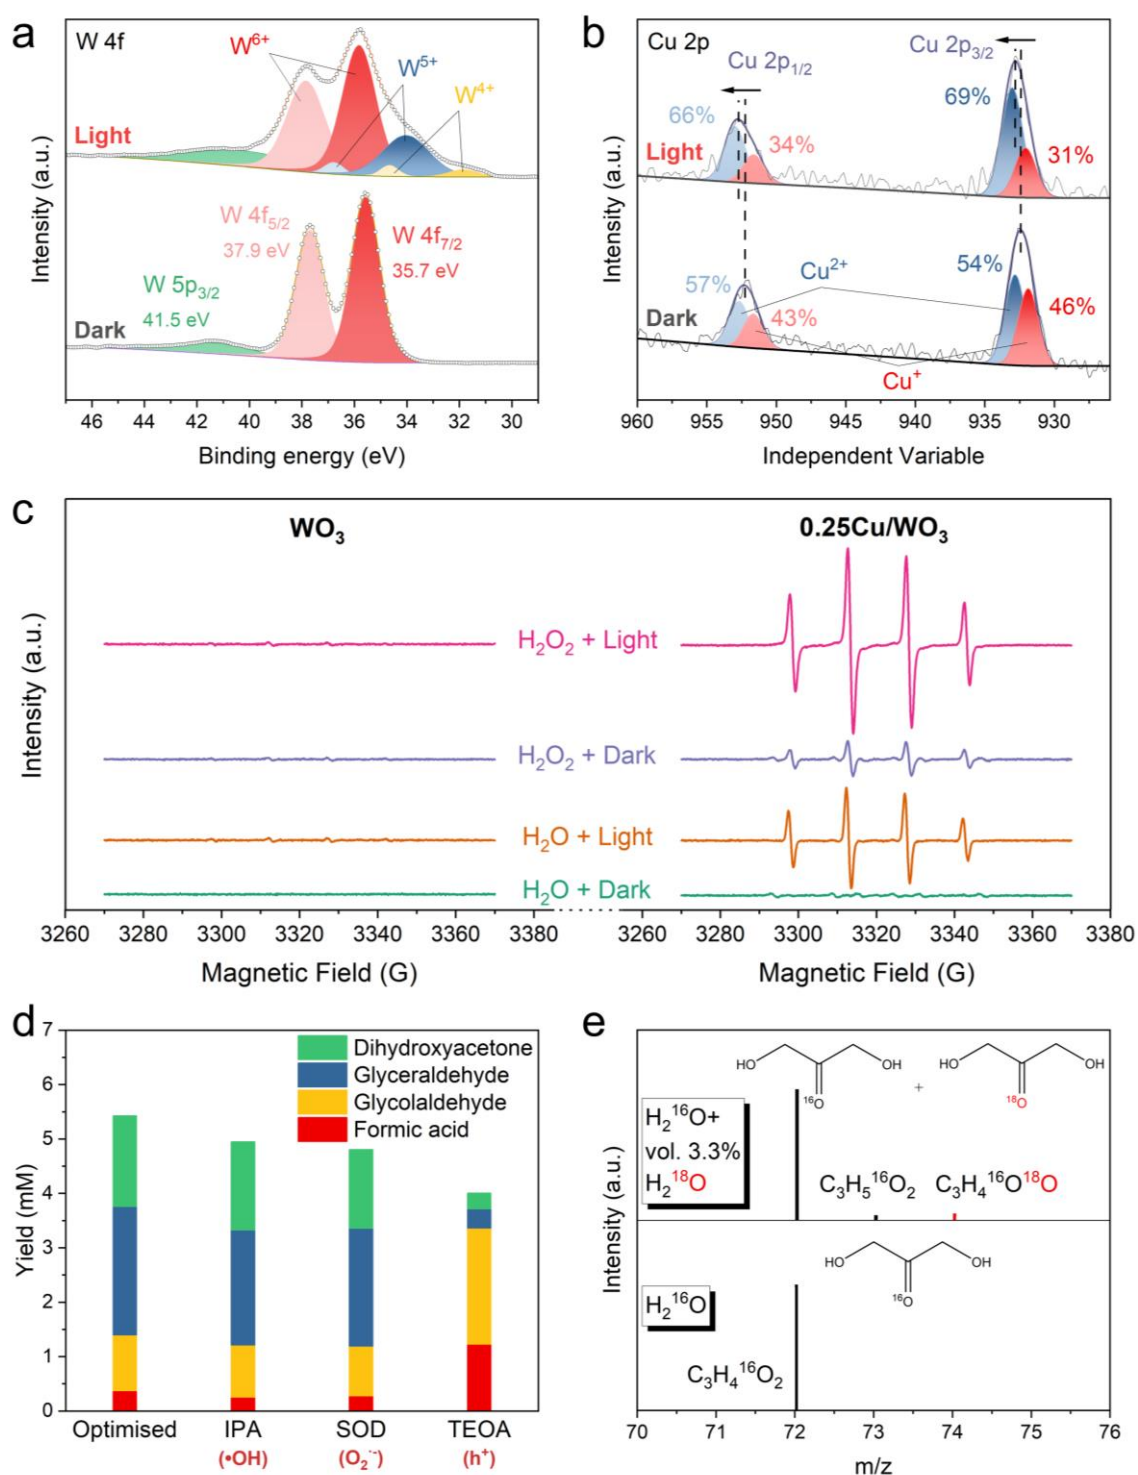 a
W 4f
W⁶⁺
W⁵⁺
W⁴⁺
Light
W 4f₅/₂
37.9 eV
W 4f₇/₂
35.7 eV
W 5p₃/₂
41.5 eV
Dark
Intensity (a.u.)
46 44 42 40 38 36 34 32 30
Binding energy (eV)
b
Cu 2p
Cu 2p₁/₂
Cu 2p₃/₂
66%
34%
69%
31%
Light
57%
43%
Cu²⁺
54%
46%
Dark
Cu⁺
Intensity (a.u.)
960 955 950 945 940 935 930
Independent Variable
c
WO₃
0.25Cu/WO₃
H₂O₂ + Light
H₂O₂ + Dark
H₂O + Light
H₂O + Dark
Intensity (a.u.)
3260 3280 3300 3320 3340 3360 3380
3260 3280 3300 3320 3340 3360 3380
Magnetic Field (G)
Magnetic Field (G)
d
7
6
5
4
3
2
1
0
Yield (mM)
Dihydroxyacetone
Glyceraldehyde
Glycolaldehyde
Formic acid
Optimised IPA SOD TEOA
(•OH) (O₂·⁻) (h⁺)
e
HO OH
¹⁶O
+
HO OH
¹⁸O
H₂¹⁶O+
vol. 3.3%
H₂¹⁸O
C₃H₅¹⁶O₂
C₃H₄¹⁶O¹⁸O
HO OH
¹⁶O
H₂¹⁶O
C₃H₄¹⁶O₂
Intensity (a.u.)
70 71 72 73 74 75 76
m/z